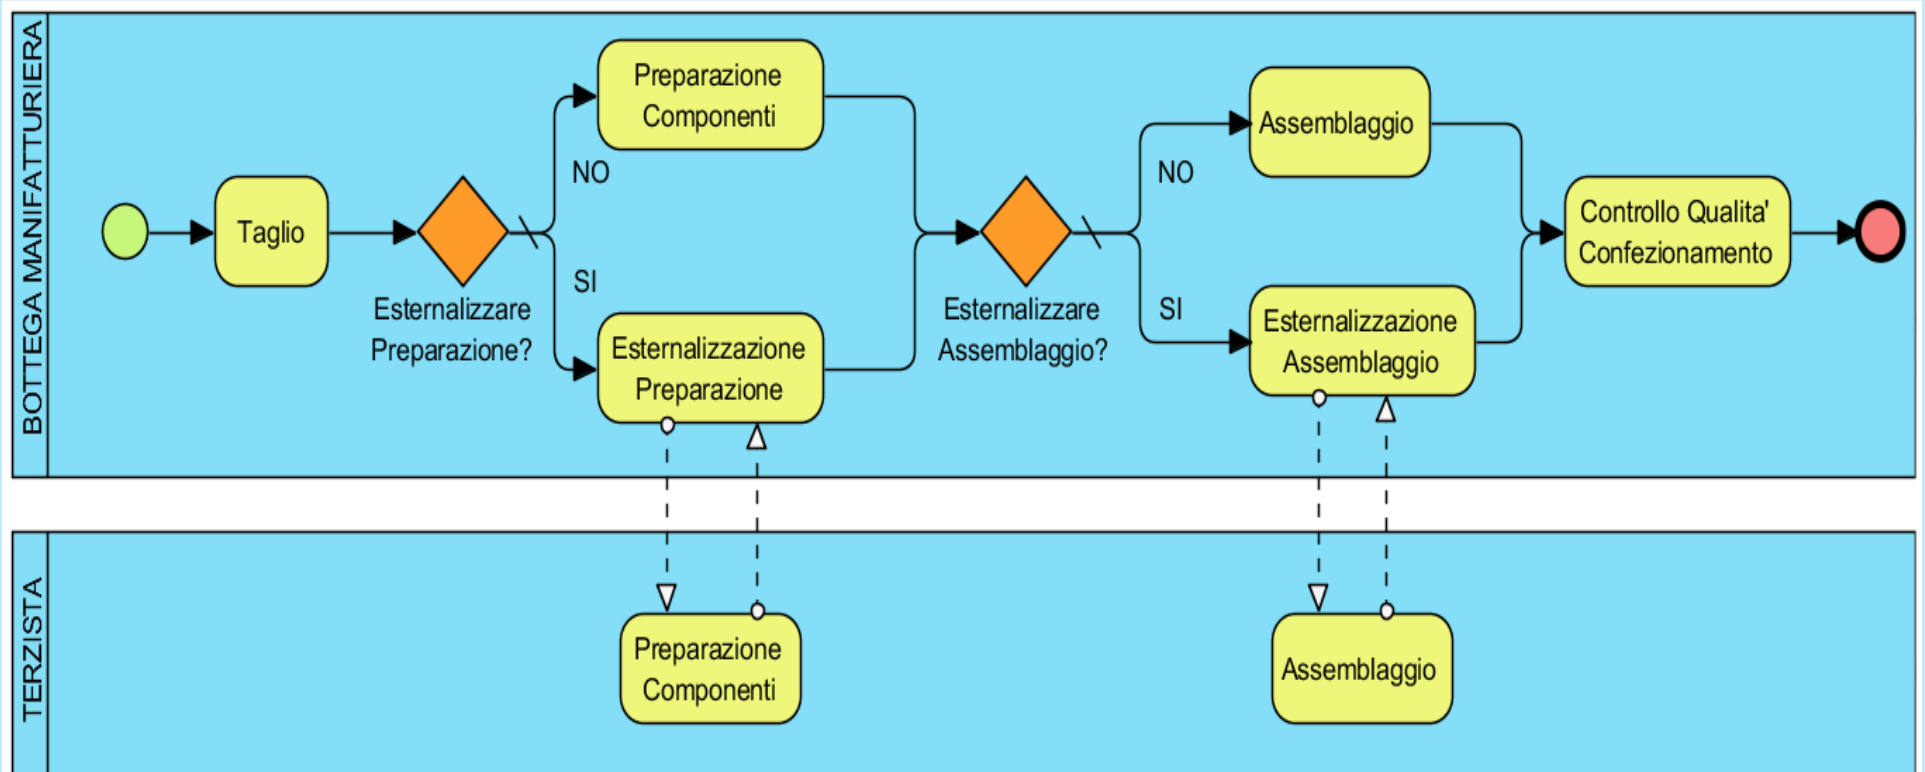 BOTTEGA MANIFATTURIERA
Taglio
Esternalizzare
Preparazione?
NO
SI
Preparazione
Componenti
Esternalizzazione
Preparazione
Esternalizzare
Assemblaggio?
NO
SI
Assemblaggio
Esternalizzazione
Assemblaggio
Controllo Qualita'
Confezionamento
TERZISTA
Preparazione
Componenti
Assemblaggio